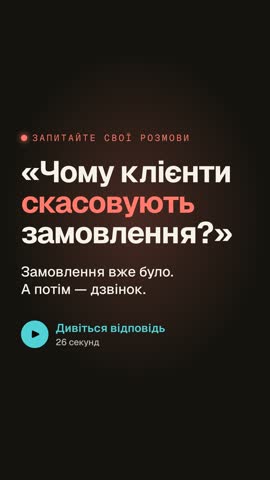 ЗАПИТАЙТЕ СВОЇ РОЗМОВИ
«Чому клієнти
скасовують
замовлення?»
Замовлення вже було.
А потім — дзвінок.
Дивіться відповідь
26 секунд